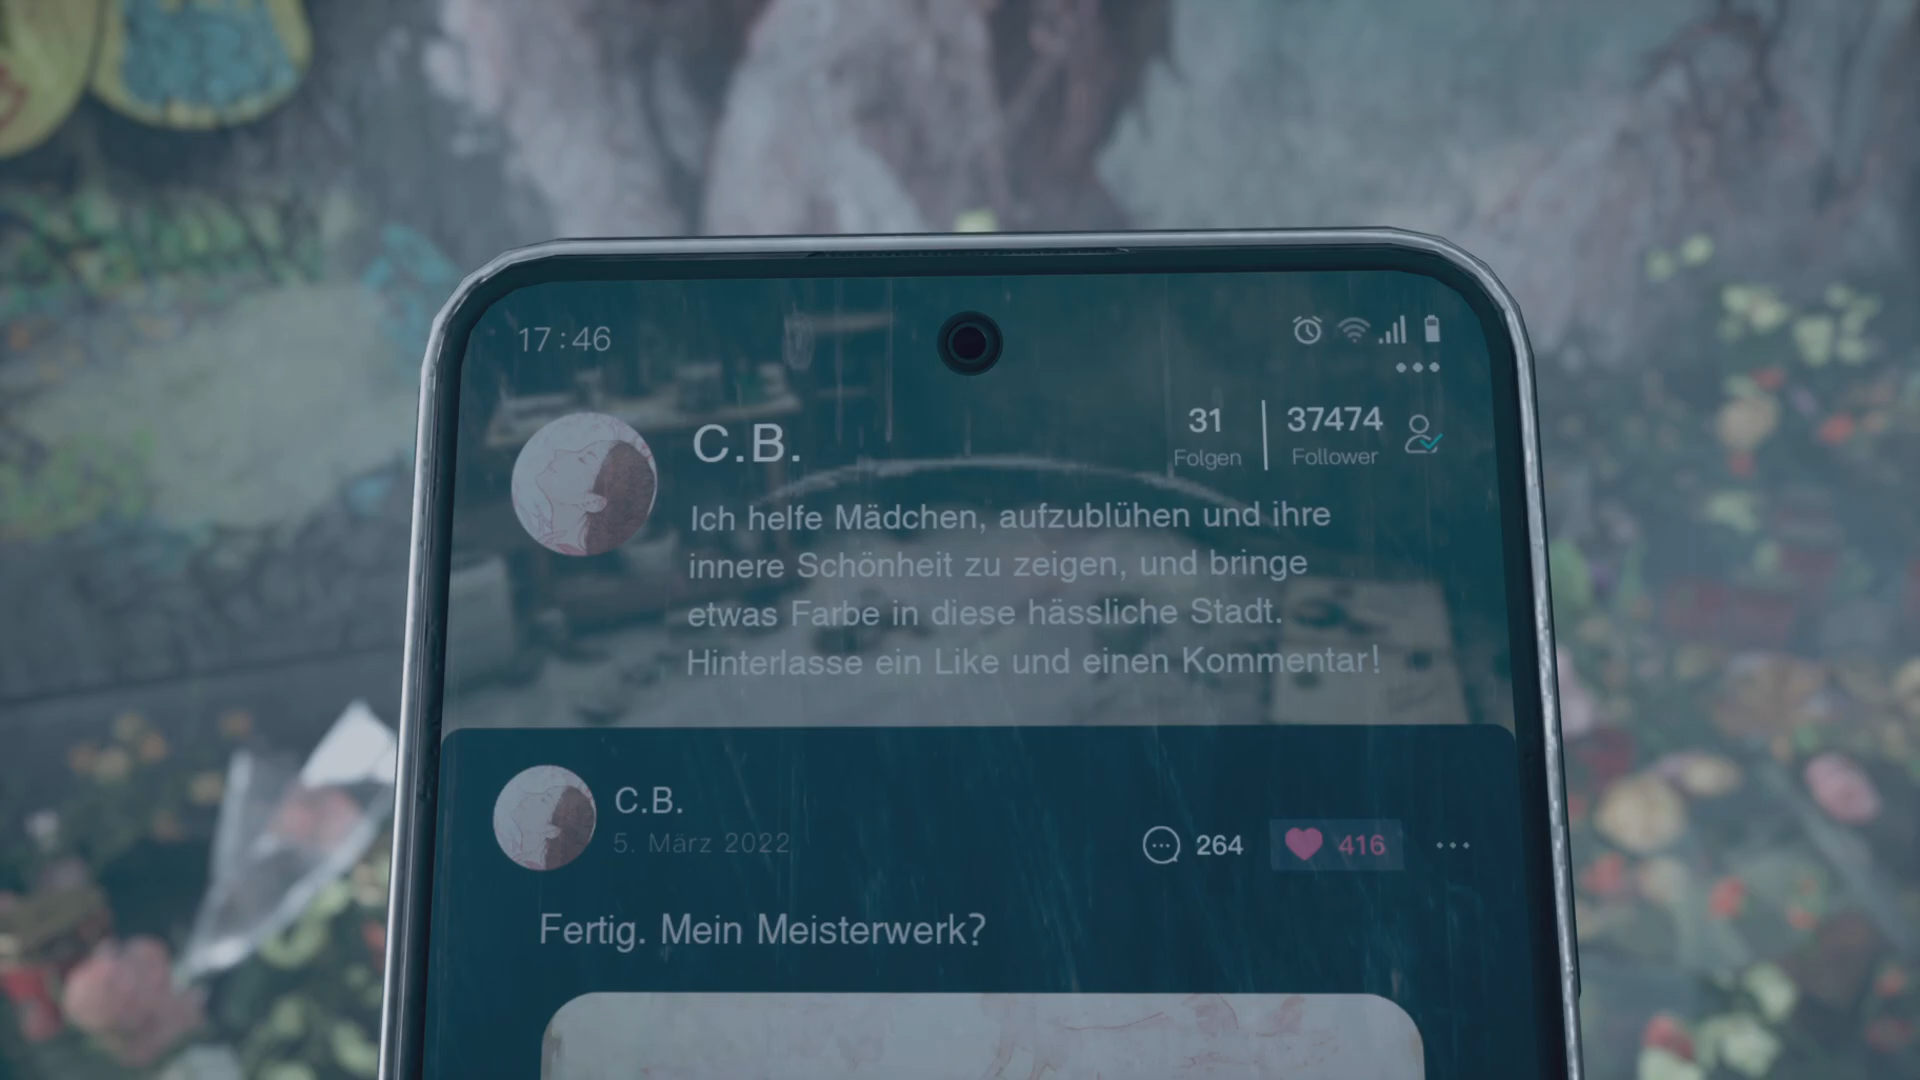 17:46
C.B.
31
Folgen
37474
Follower
Ich helfe Mädchen, aufzublühen und ihre
innere Schönheit zu zeigen, und bringe
etwas Farbe in diese hässliche Stadt.
Hinterlasse ein Like und einen Kommentar!
C.B.
5. März 2022
264
416
Fertig. Mein Meisterwerk?